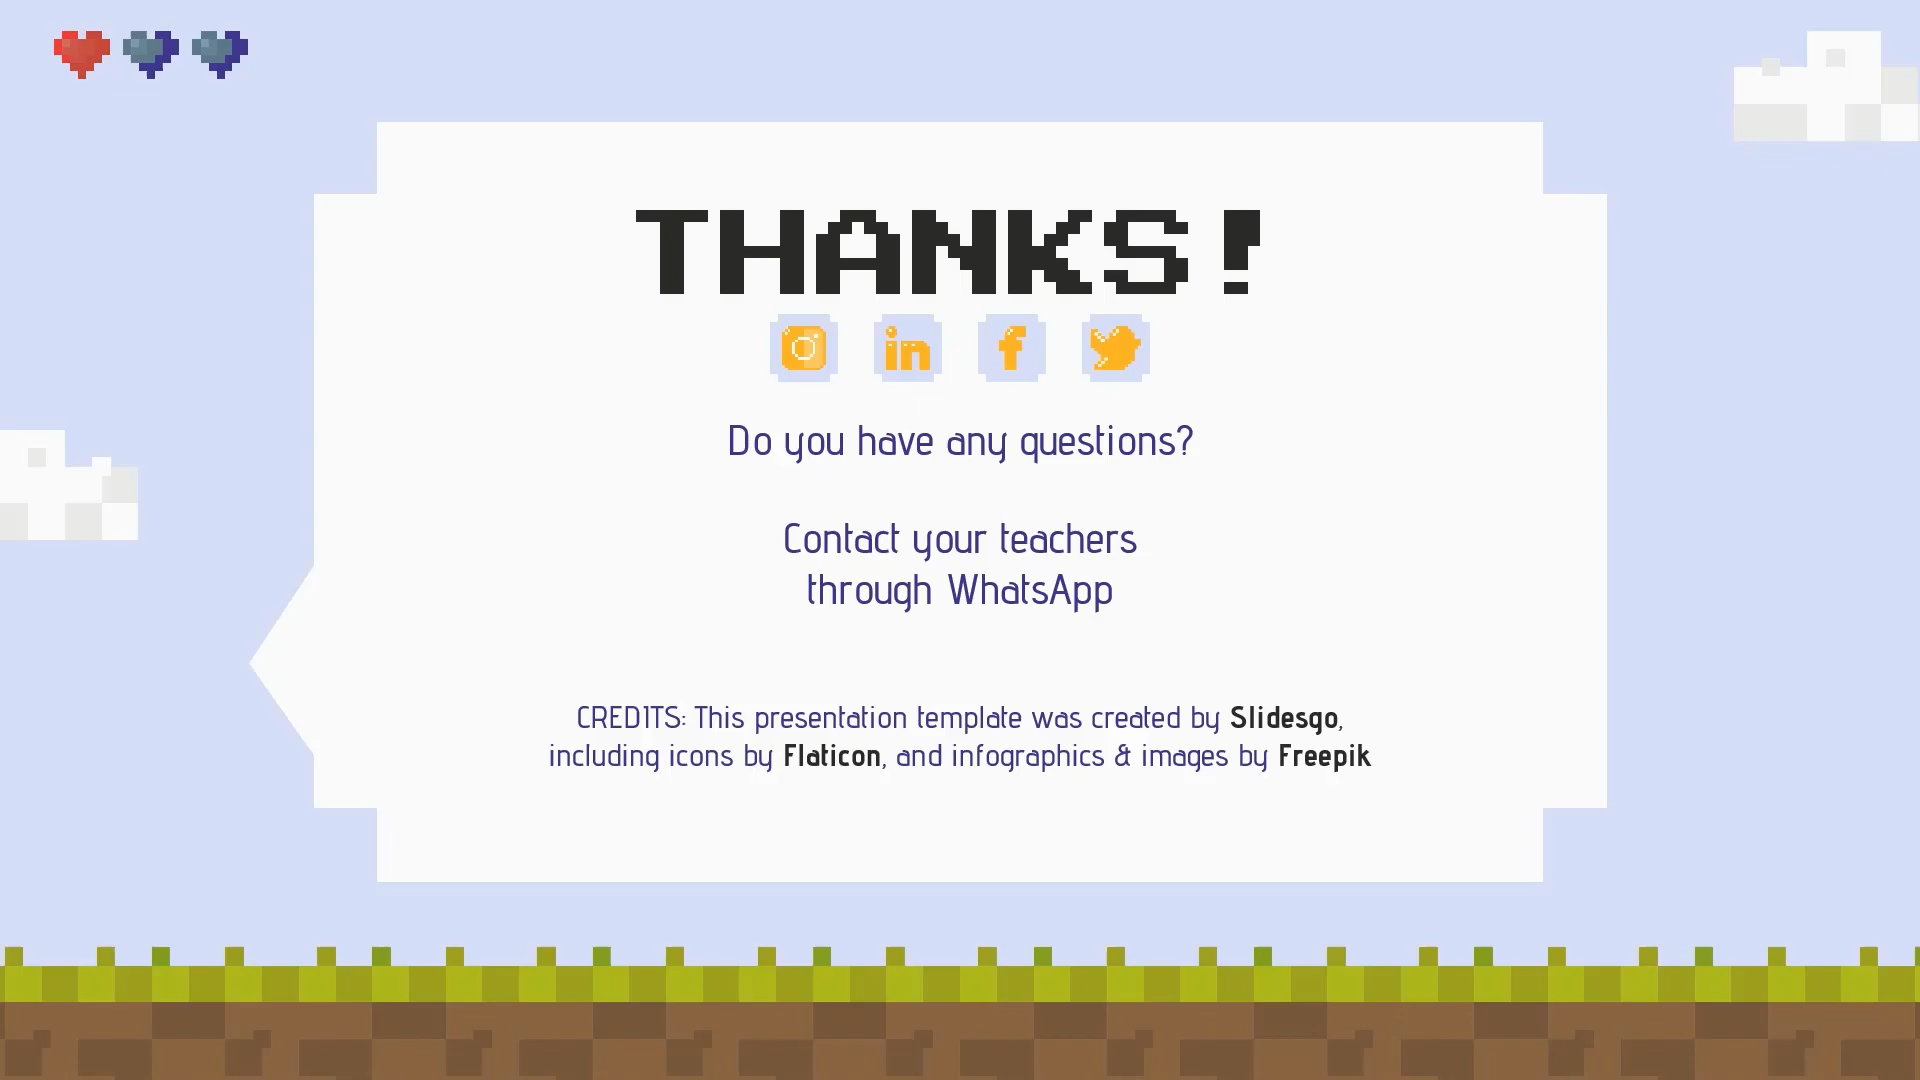 THANKS!
Do you have any questions?
Contact your teachers
through WhatsApp
CREDITS: This presentation template was created by Slidesgo,
including icons by Flaticon, and infographics & images by Freepik